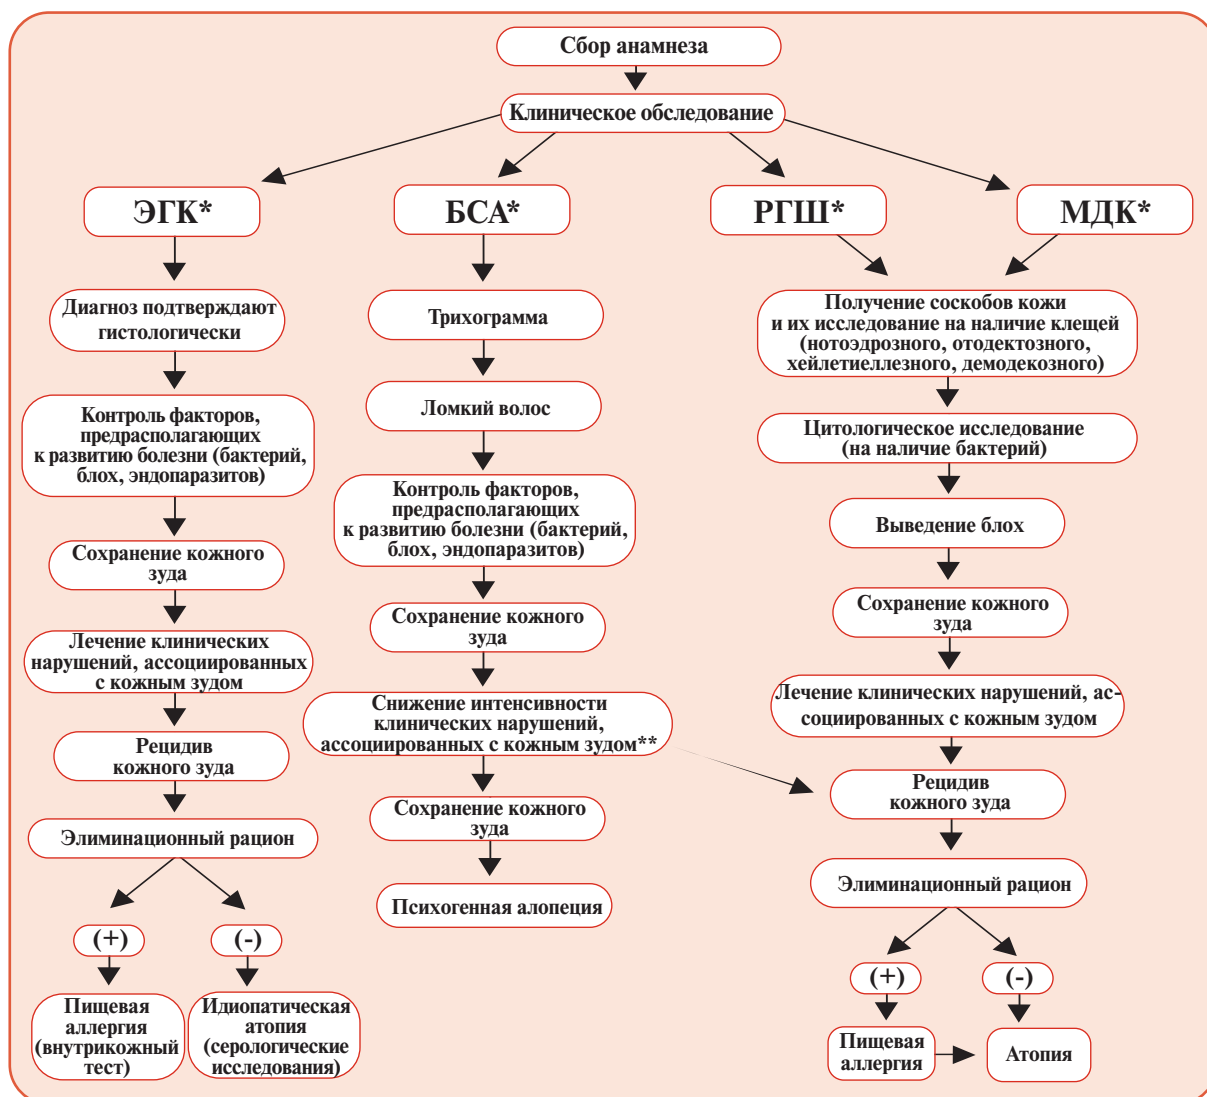 Сбор анамнеза
Клиническое обследование
ЭГК*
БСА*
РГШ*
МДК*
Диагноз подтверждают
гистологически
Контроль факторов,
предрасполагающих
к развитию болезни (бактерий,
блох, эндопаразитов)
Сохранение кожного
зуда
Лечение клинических
нарушений, ассоциированных
с кожным зудом
Рецидив
кожного зуда
Элиминационный рацион
(+)
(-)
Пищевая
аллергия
(внутрикожный
тест)
Идиопатическая
атопия
(серологические
исследования)
Трихограмма
Ломкий волос
Контроль факторов,
предрасполагающих
к развитию болезни (бактерий,
блох, эндопаразитов)
Сохранение кожного
зуда
Снижение интенсивности
клинических нарушений,
ассоциированных с кожным зудом**
Сохранение кожного
зуда
Психогенная алопеция
Получение соскобов кожи
и их исследование на наличие клещей
(нотоэдрозного, отодектозного,
хейлетиеллезного, демодекозного)
Цитологическое исследование
(на наличие бактерий)
Выведение блох
Сохранение кожного
зуда
Лечение клинических нарушений, ас-
ссоциированных с кожным зудом
Рецидив
кожного зуда
Элиминационный рацион
(+)
(-)
Пищевая
аллергия
Атопия